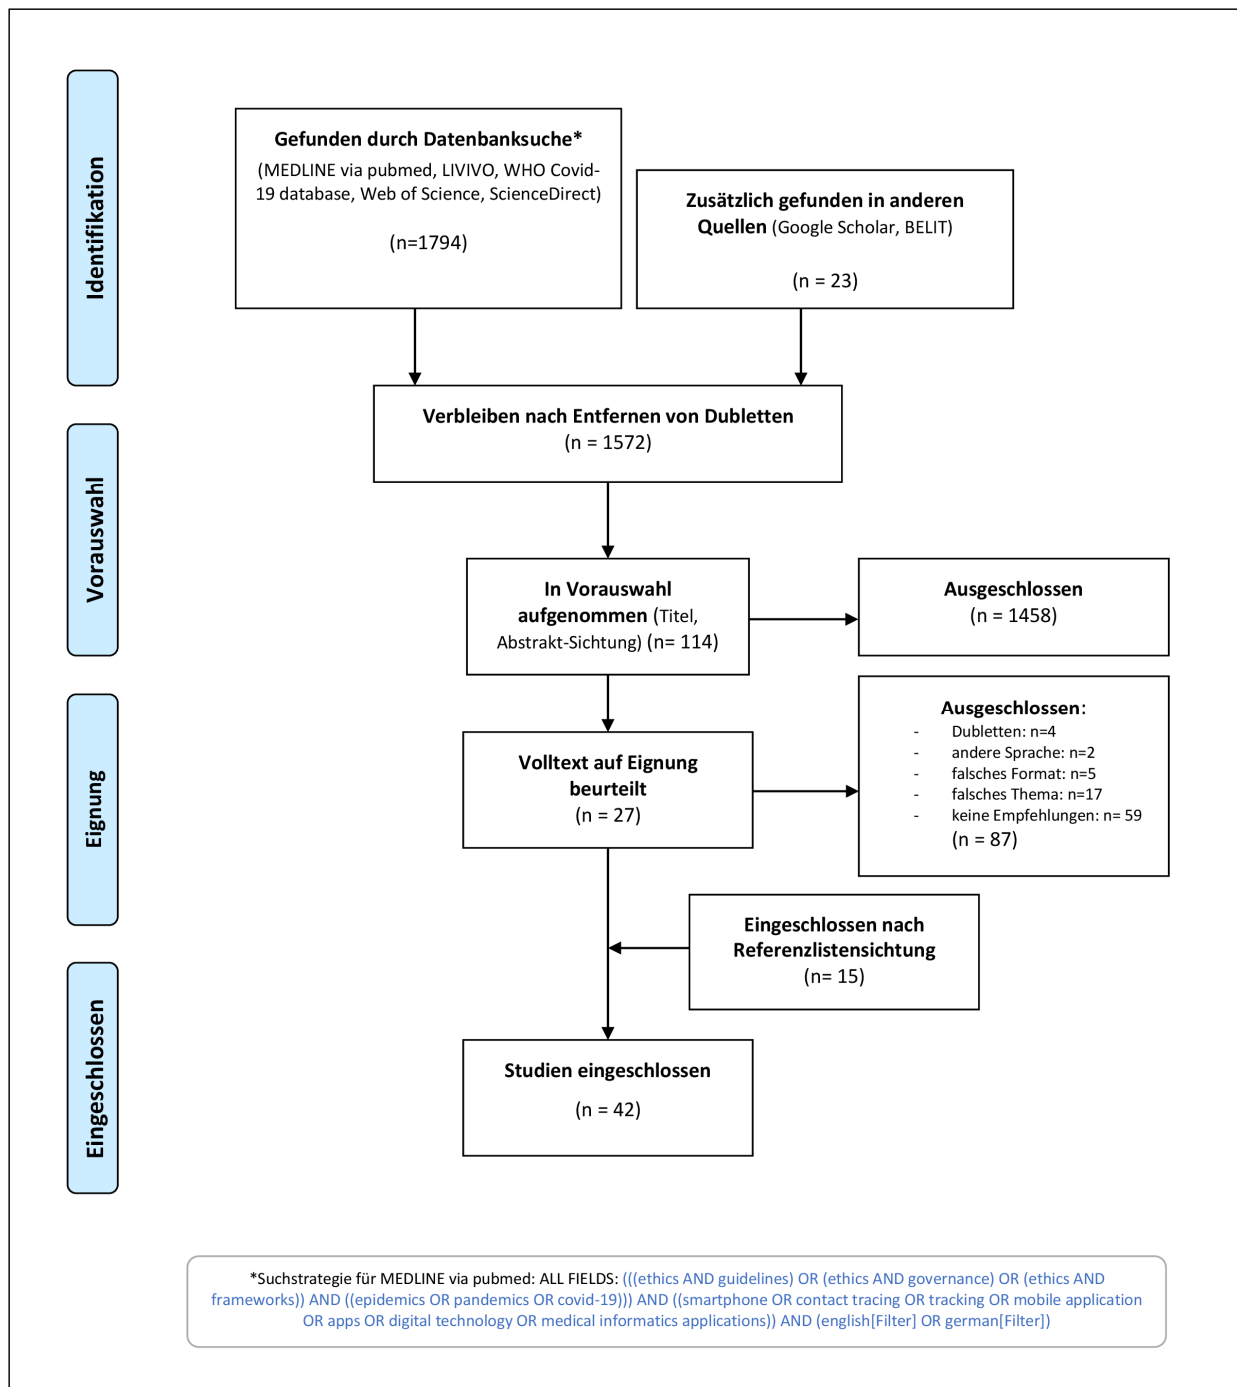 Identifikation
Gefunden durch Datenbanksuche*
(MEDLINE via pubmed, LIVIVO, WHO Covid-
19 database, Web of Science, ScienceDirect)
(n=1794)
Zusätzlich gefunden in anderen
Quellen (Google Scholar, BELIT)
(n = 23)
Verbleiben nach Entfernen von Dubletten
(n = 1572)
Vorauswahl
In Vorauswahl
aufgenommen (Titel,
Abstrakt-Sichtung) (n= 114)
Ausgeschlossen
(n = 1458)
Eignung
Volltext auf Eignung
beurteilt
(n = 27)
Ausgeschlossen:
- Dubletten: n=4
- andere Sprache: n=2
- falsches Format: n=5
- falsches Thema: n=17
- keine Empfehlungen: n= 59
(n = 87)
Eingeschlossen nach
Referenzlistensichtung
(n= 15)
Eingeschlossen
Studien eingeschlossen
(n = 42)
*Suchstrategie für MEDLINE via pubmed: ALL FIELDS: (((ethics AND guidelines) OR (ethics AND governance) OR (ethics AND
frameworks)) AND ((epidemics OR pandemics OR covid-19))) AND ((smartphone OR contact tracing OR tracking OR mobile application
OR apps OR digital technology OR medical informatics applications)) AND (english[Filter] OR german[Filter])